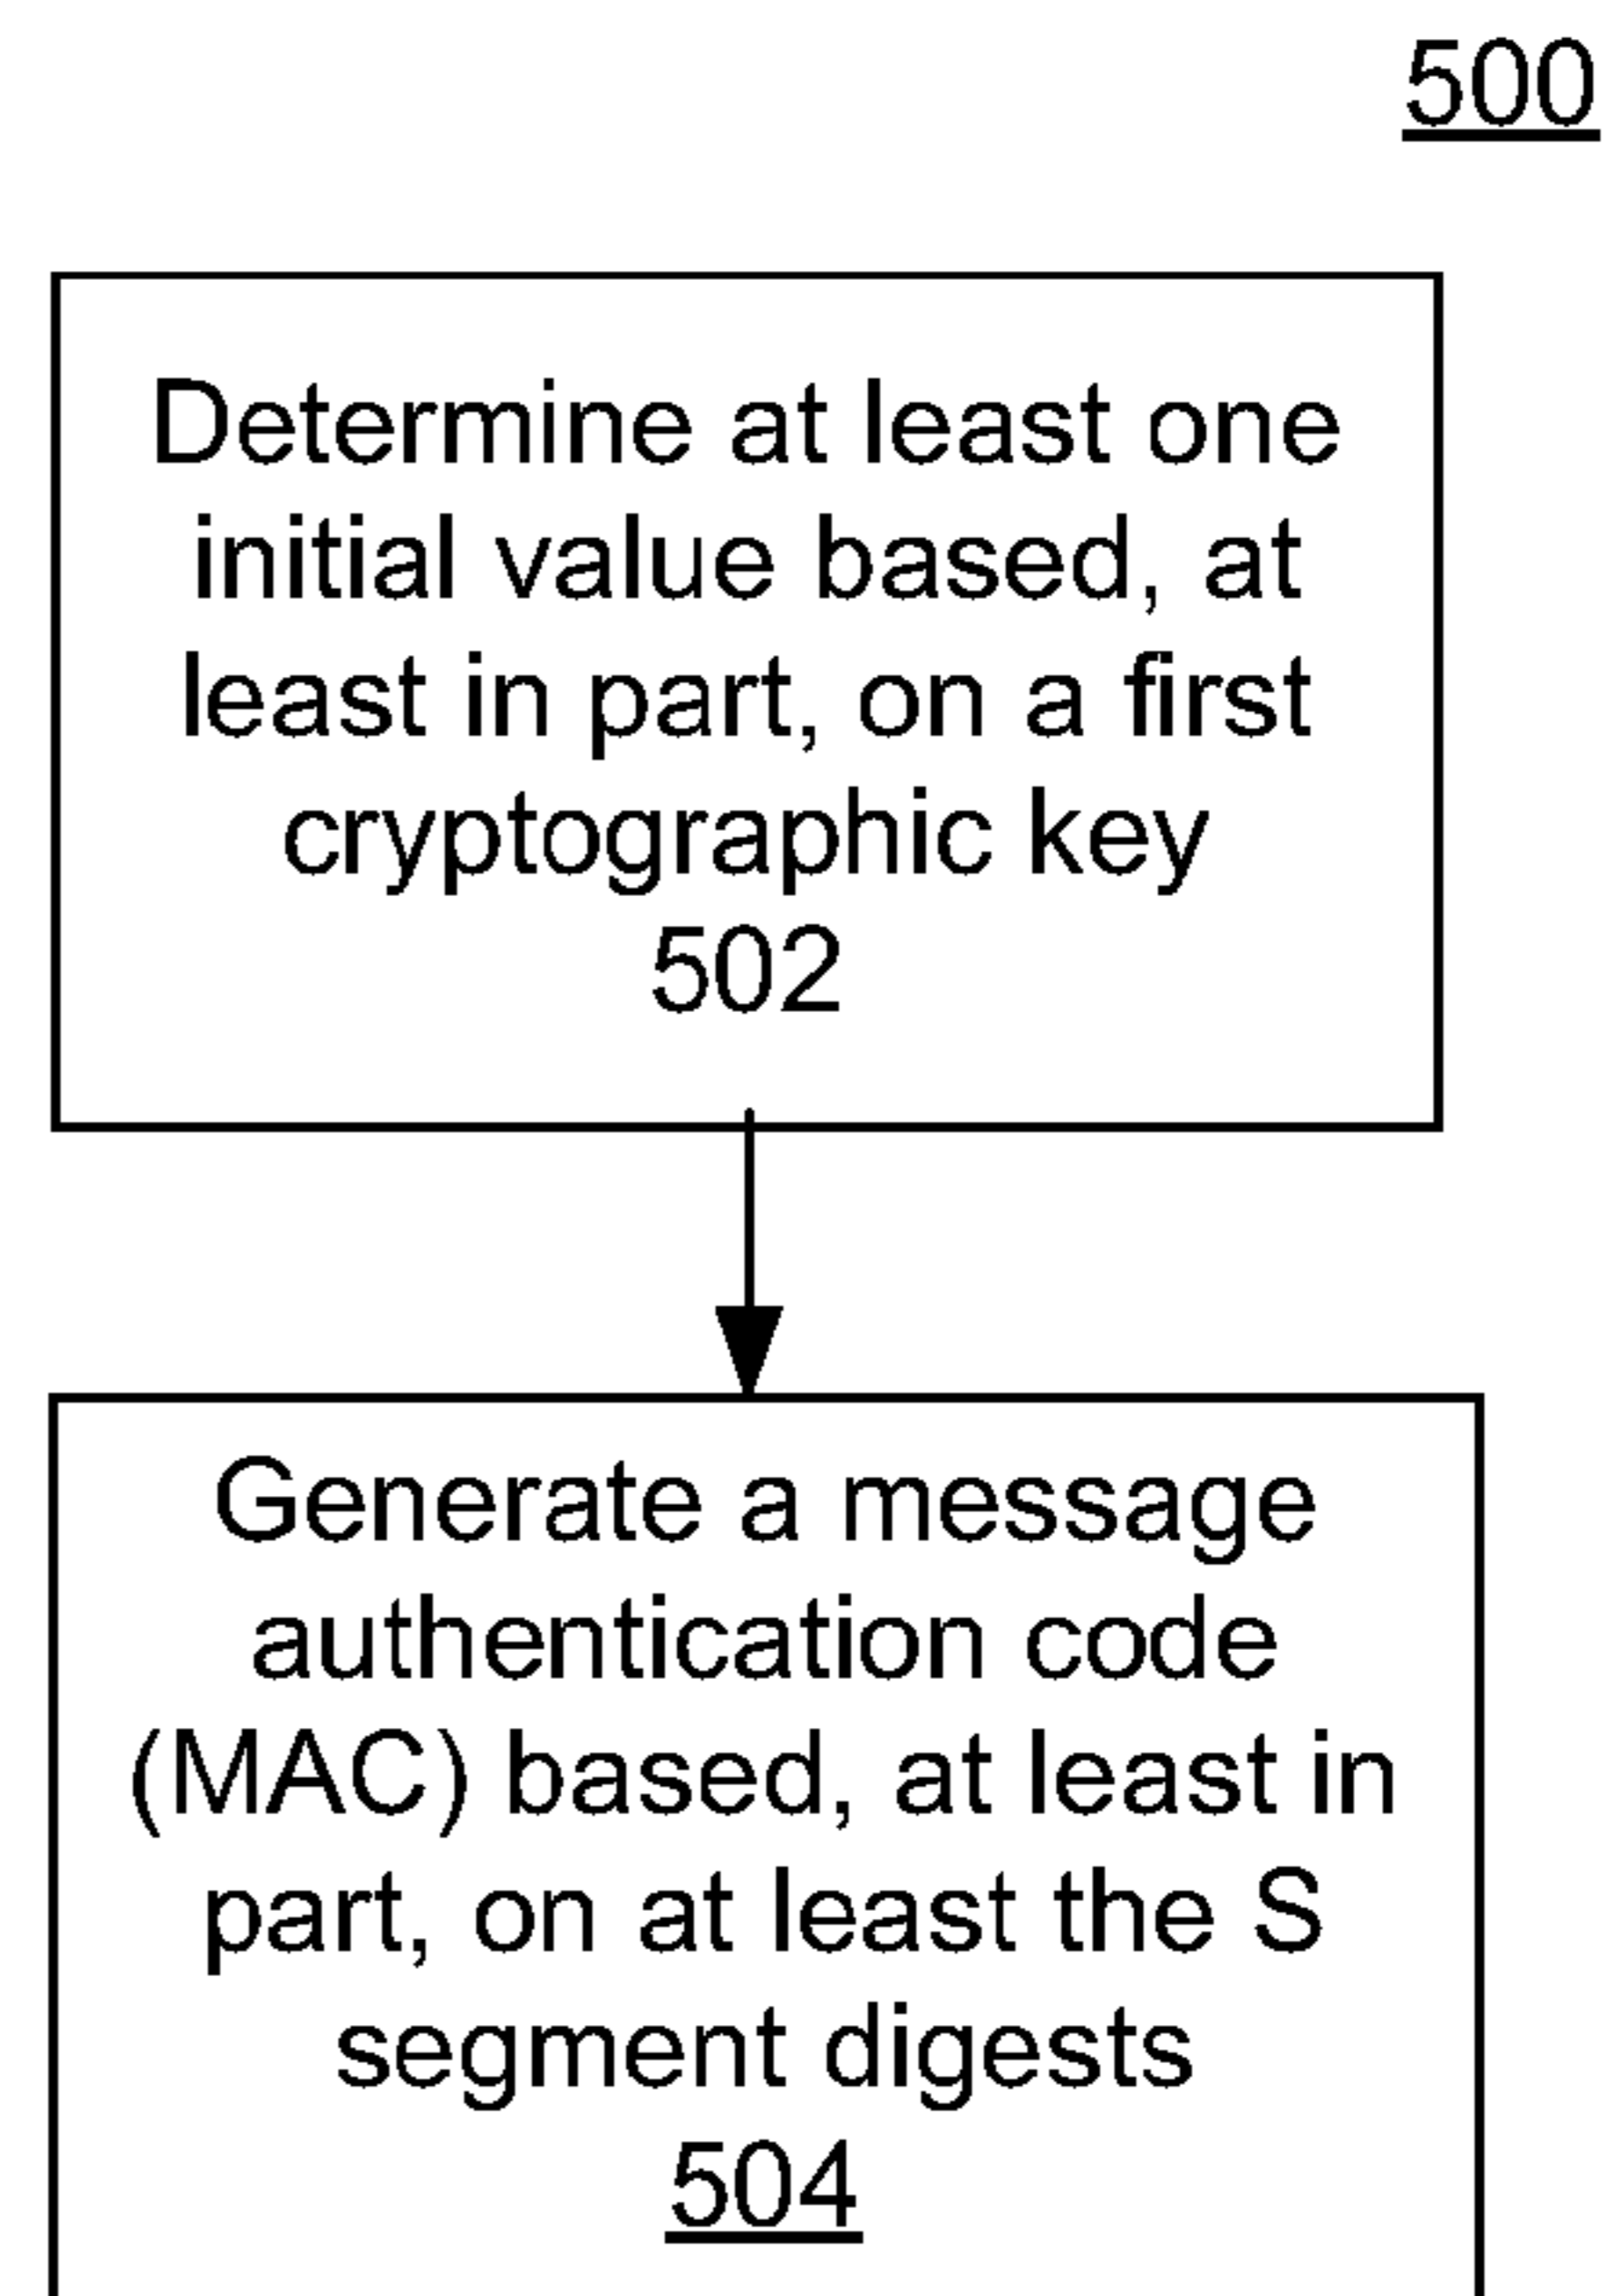 500
Determine at least one
initial value based, at
least in part, on a first
cryptographic key
502
Generate a message
authentication code
(MAC) based, at least in
part, on at least the S
segment digests
504